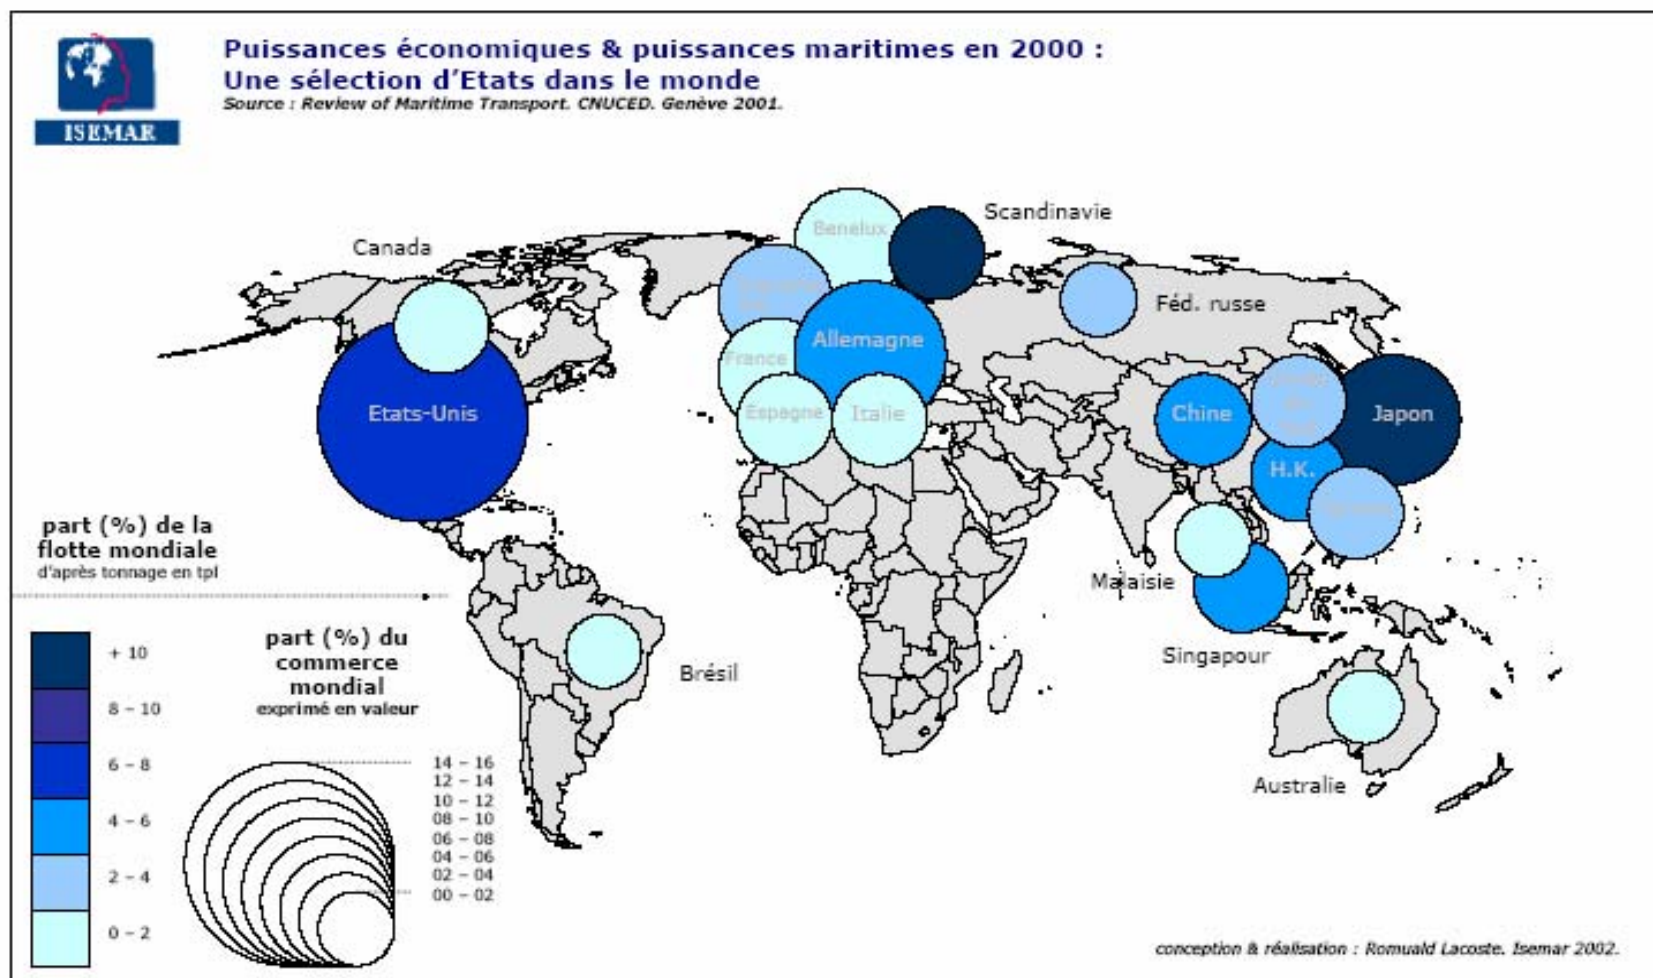 Puissances économiques & puissances maritimes en 2000 :
Une sélection d'Etats dans le monde
Source : Review of Maritime Transport. CNUCED. Genève 2001.
ISEMAR
Scandinavie
Benelux
Canada
Féd. russe
Allemagne
France
Etats-Unis
Espagne
Italie
Chine
Japon
H.K.
Malaisie
Singapour
Brésil
Australie
part (%) de la
flotte mondiale
d'après tonnage en tpl
+ 10
8 – 10
6 – 8
4 – 6
2 – 4
0 – 2
part (%) du
commerce
mondial
exprimé en valeur
14 – 16
12 – 14
10 – 12
08 – 10
06 – 08
04 – 06
02 – 04
00 – 02
conception & réalisation : Romuald Lacoste. Isemar 2002.